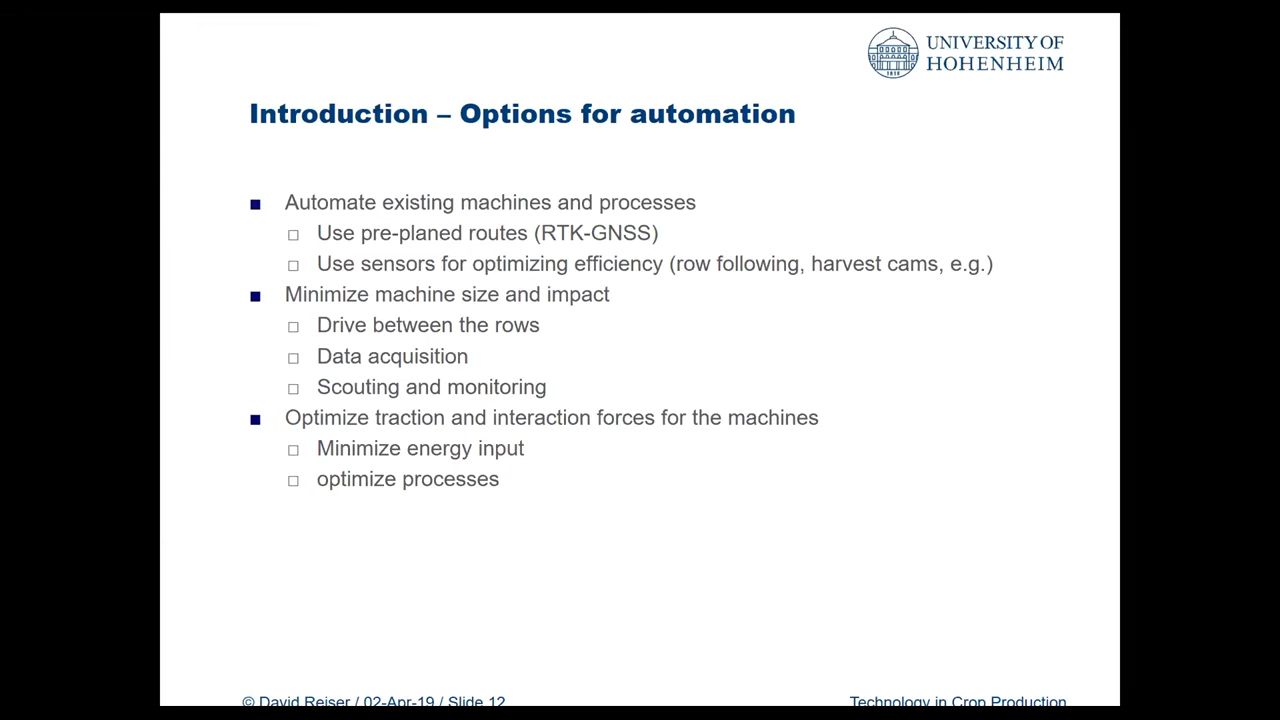 UNIVERSITY OF
HOHENHEIM
1818
Introduction – Options for automation
■ Automate existing machines and processes
□ Use pre-planed routes (RTK-GNSS)
□ Use sensors for optimizing efficiency (row following, harvest cams, e.g.)
■ Minimize machine size and impact
□ Drive between the rows
□ Data acquisition
□ Scouting and monitoring
■ Optimize traction and interaction forces for the machines
□ Minimize energy input
□ optimize processes
© David Reiser / 02-Apr-19 / Slide 12
Technology in Crop Production